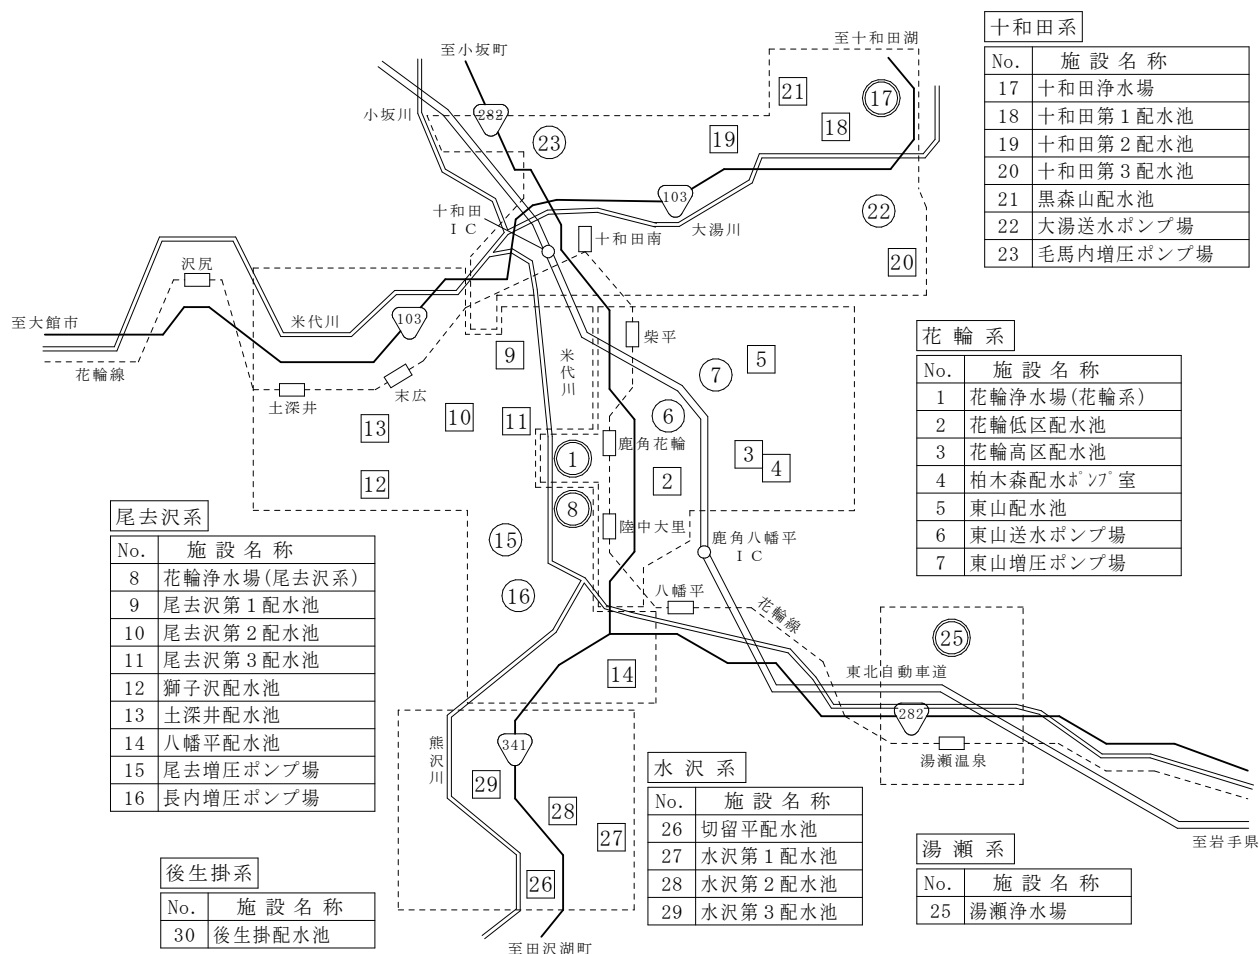 十和田系
No. 施設名称
17 十和田浄水場
18 十和田第1配水池
19 十和田第2配水池
20 十和田第3配水池
21 黒森山配水池
22 大湯送水ポンプ場
23 毛馬内増圧ポンプ場
花輪系
No. 施設名称
1 花輪浄水場(花輪系)
2 花輪低区配水池
3 花輪高区配水池
4 柏木森配水ポンプ室
5 東山配水池
6 東山送水ポンプ場
7 東山増圧ポンプ場
尾去沢系
No. 施設名称
8 花輪浄水場(尾去沢系)
9 尾去沢第1配水池
10 尾去沢第2配水池
11 尾去沢第3配水池
12 獅子沢配水池
13 土深井配水池
14 八幡平配水池
15 尾去増圧ポンプ場
16 長内増圧ポンプ場
後生掛系
No. 施設名称
30 後生掛配水池
水沢系
No. 施設名称
26 切留平配水池
27 水沢第1配水池
28 水沢第2配水池
29 水沢第3配水池
湯瀬系
No. 施設名称
25 湯瀬浄水場
至小坂町
至十和田湖
小坂川
282
23
21
17
18
19
103
22
20
十和田
IC
十和田南
大湯川
沢尻
至大館市
米代川
103
花輪線
土深井
末広
柴平
米代川
9
5
7
6
10
11
13
12
鹿角花輪
1
3
4
2
8
陸中大里
鹿角八幡平
IC
15
16
八幡平
花輪線
25
14
東北自動車道
282
湯瀬温泉
熊沢川
341
29
28
27
26
至岩手県
至田沢湖町